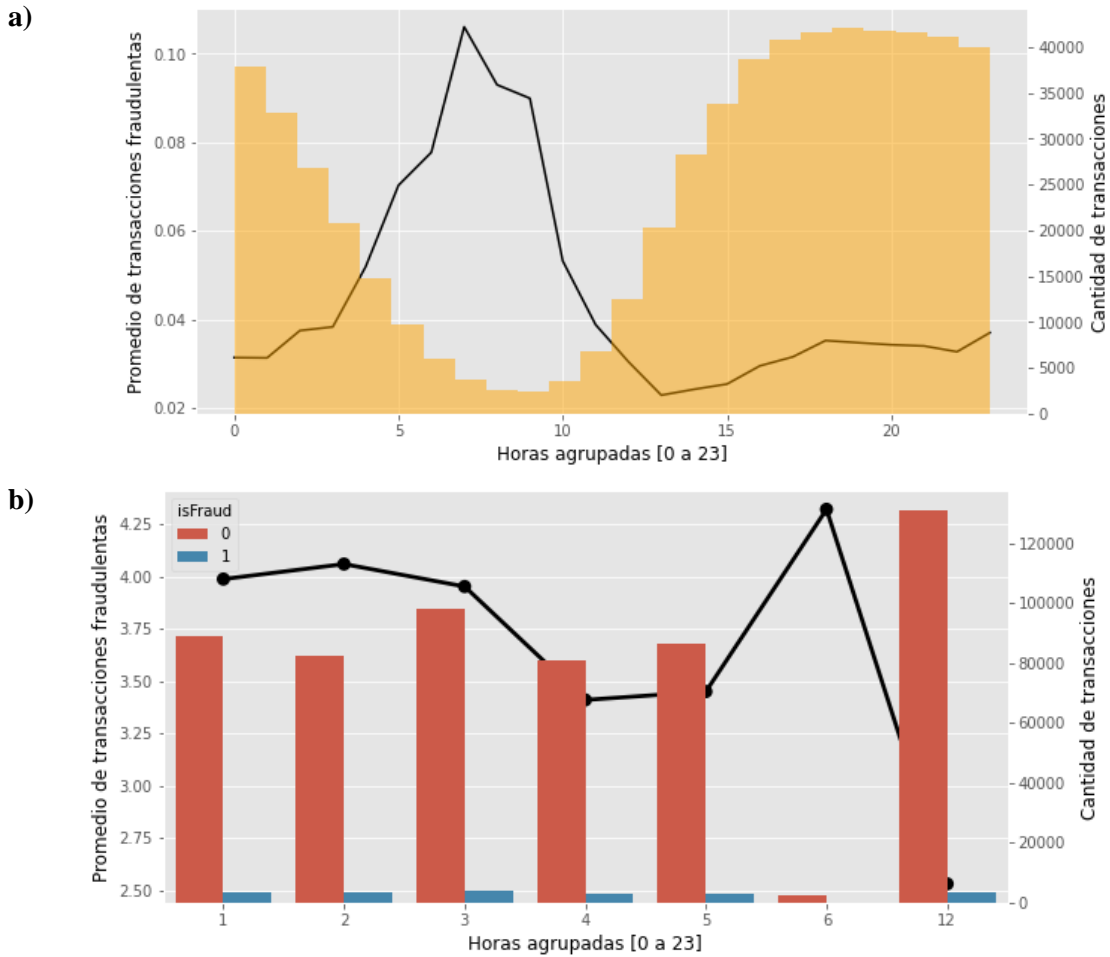 a)
Promedio de transacciones fraudulentas
0.10
0.08
0.06
0.04
0.02
40000
35000
30000
25000
20000
15000
10000
5000
0
Cantidad de transacciones
0 5 10 15 20
Horas agrupadas [0 a 23]
b)
Promedio de transacciones fraudulentas
4.25
4.00
3.75
3.50
3.25
3.00
2.75
2.50
isFraud
0
1
120000
100000
80000
60000
40000
20000
0
Cantidad de transacciones
1 2 3 4 5 6 12
Horas agrupadas [0 a 23]